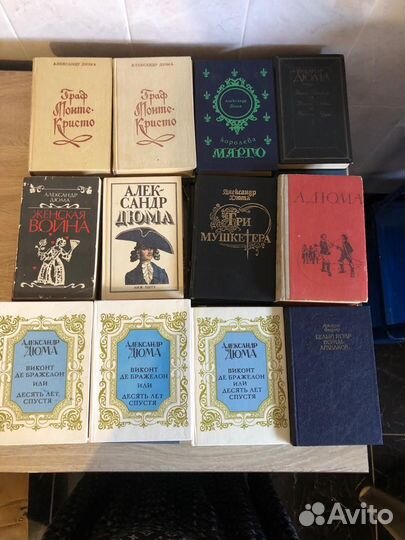 АЛЕКСАНДР ДЮМА
Граф
Монте-
Кристо
АЛЕКСАНДР ДЮМА
Граф
Монте-
Кристо
Александр Дюма
королева
МАРГО
АЛЕКСАНДР
ДЮМА
АЛЕКСАНДР
ДЮМА
ЖЕНСКАЯ
ВОЙНА
АЛЕК-
САНДР
ДЮМА
Александр
Дюма
ТРИ
МУШКЕТЕРА
А. ДЮМА
АЛЕКСАНДР
ДЮМА
ВИКОНТ
ДЕ БРАЖЕЛОН
ИЛИ
ДЕСЯТЬ ЛЕТ
СПУСТЯ
АЛЕКСАНДР
ДЮМА
ВИКОНТ
ДЕ БРАЖЕЛОН
ИЛИ
ДЕСЯТЬ ЛЕТ
СПУСТЯ
АЛЕКСАНДР
ДЮМА
ВИКОНТ
ДЕ БРАЖЕЛОН
ИЛИ
ДЕСЯТЬ ЛЕТ
СПУСТЯ
Avito